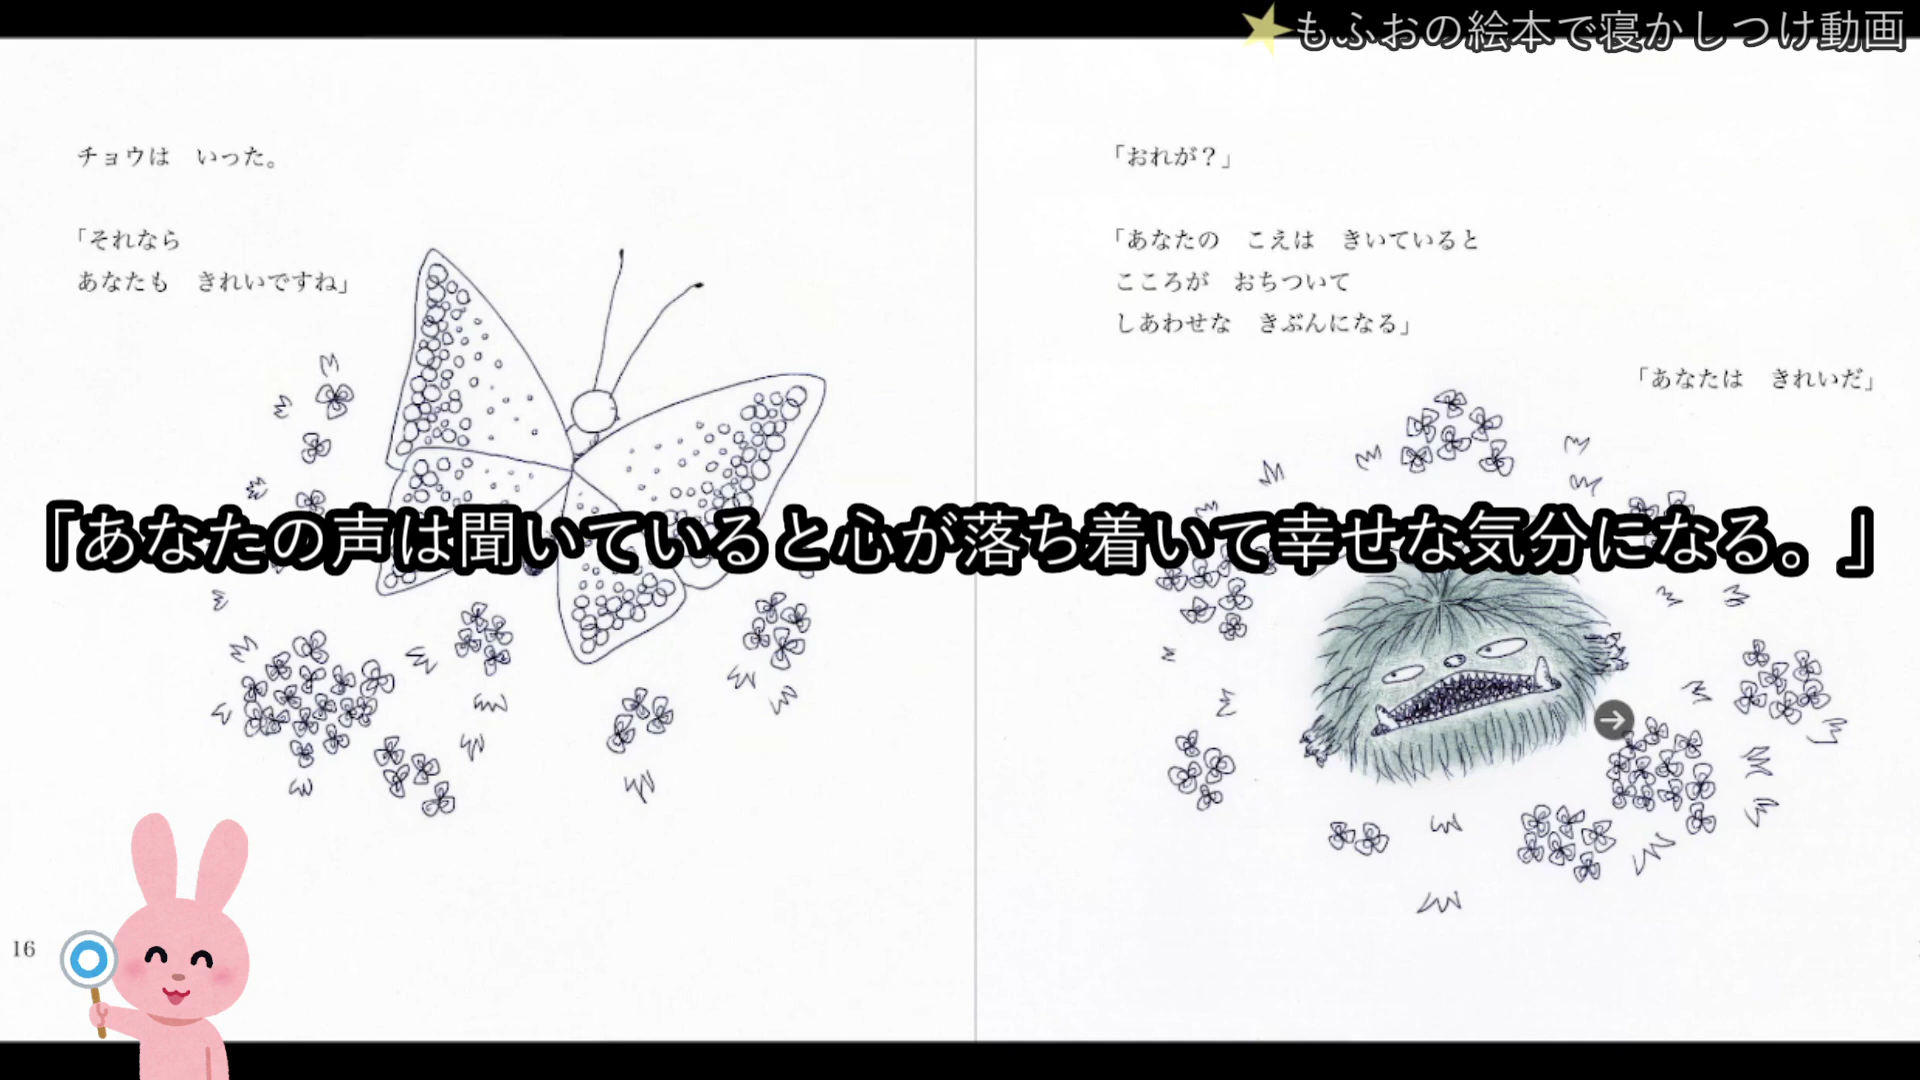 もふおの絵本で寝かしつけ動画
チョウは　いった。
「それなら
あなたも　きれいですね」
「おれが？」
「あなたの　こえは　きいていると
こころが　おちついて
しあわせな　きぶんになる」
「あなたは　きれいだ」
「あなたの声は聞いていると心が落ち着いて幸せな気分になる。」
16